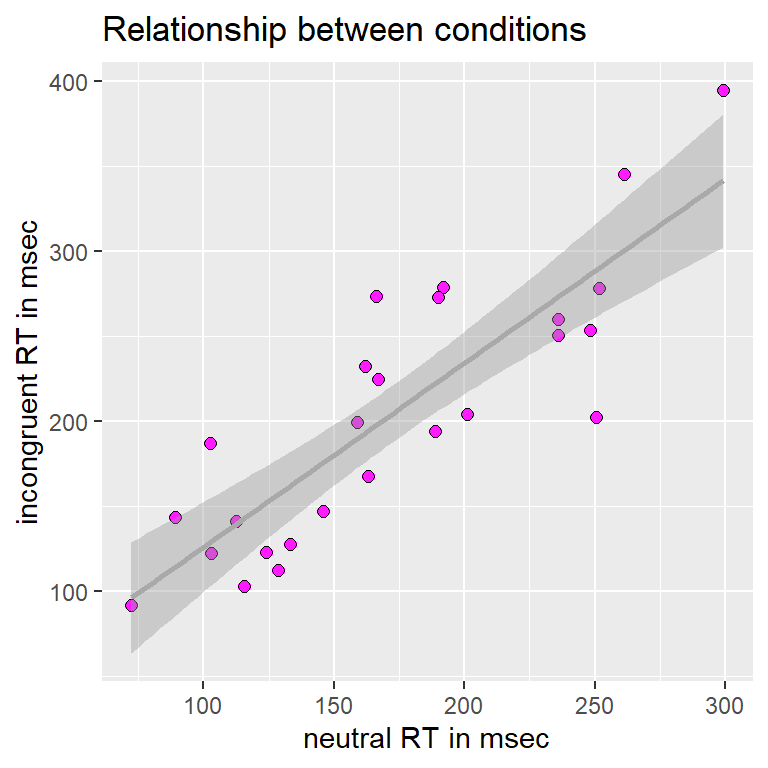 Relationship between conditions
400
300
200
100
incongruent RT in msec
100 150 200 250 300
neutral RT in msec